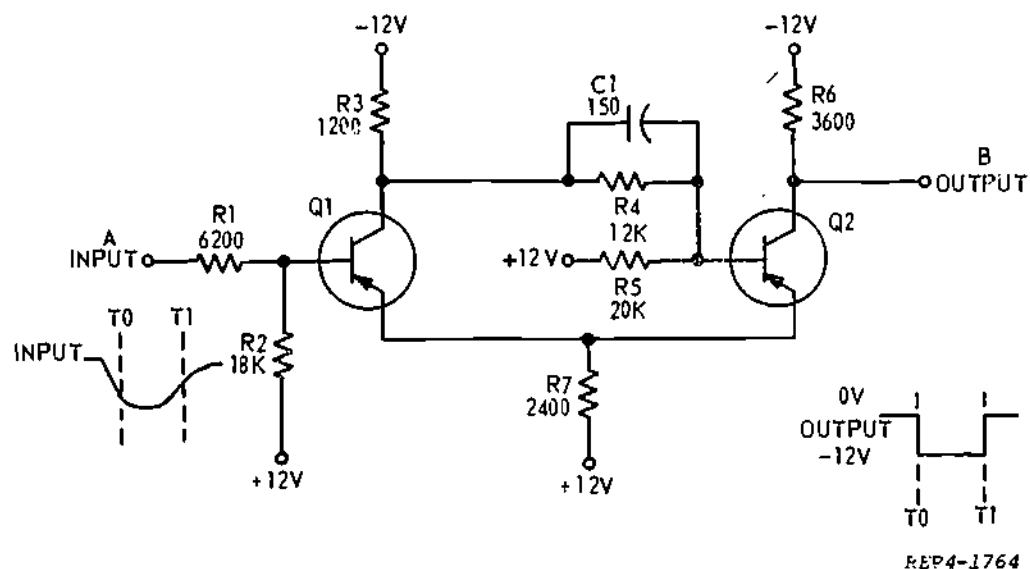 -12V
-12V
C1
150
R3
1200
R6
3600
B
OUTPUT
Q1
R4
12K
Q2
A
INPUT
R1
6200
+12V
R5
20K
T0 T1
INPUT
R2
18K
R7
2400
0V
OUTPUT
-12V
+12V
+12V
T0 T1
REP4-1764